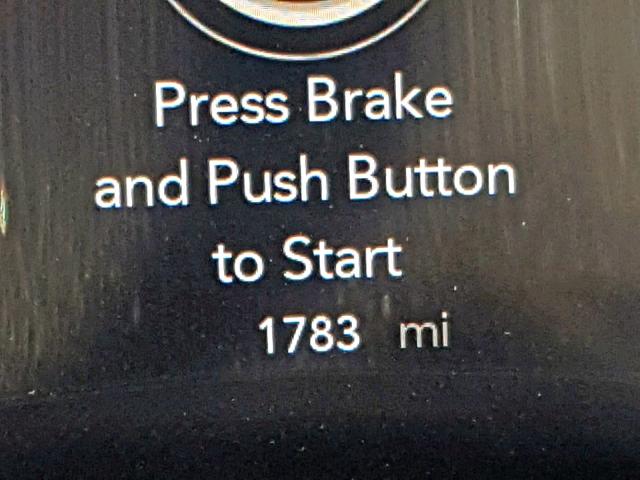 Press Brake
and Push Button
to Start
1783 mi